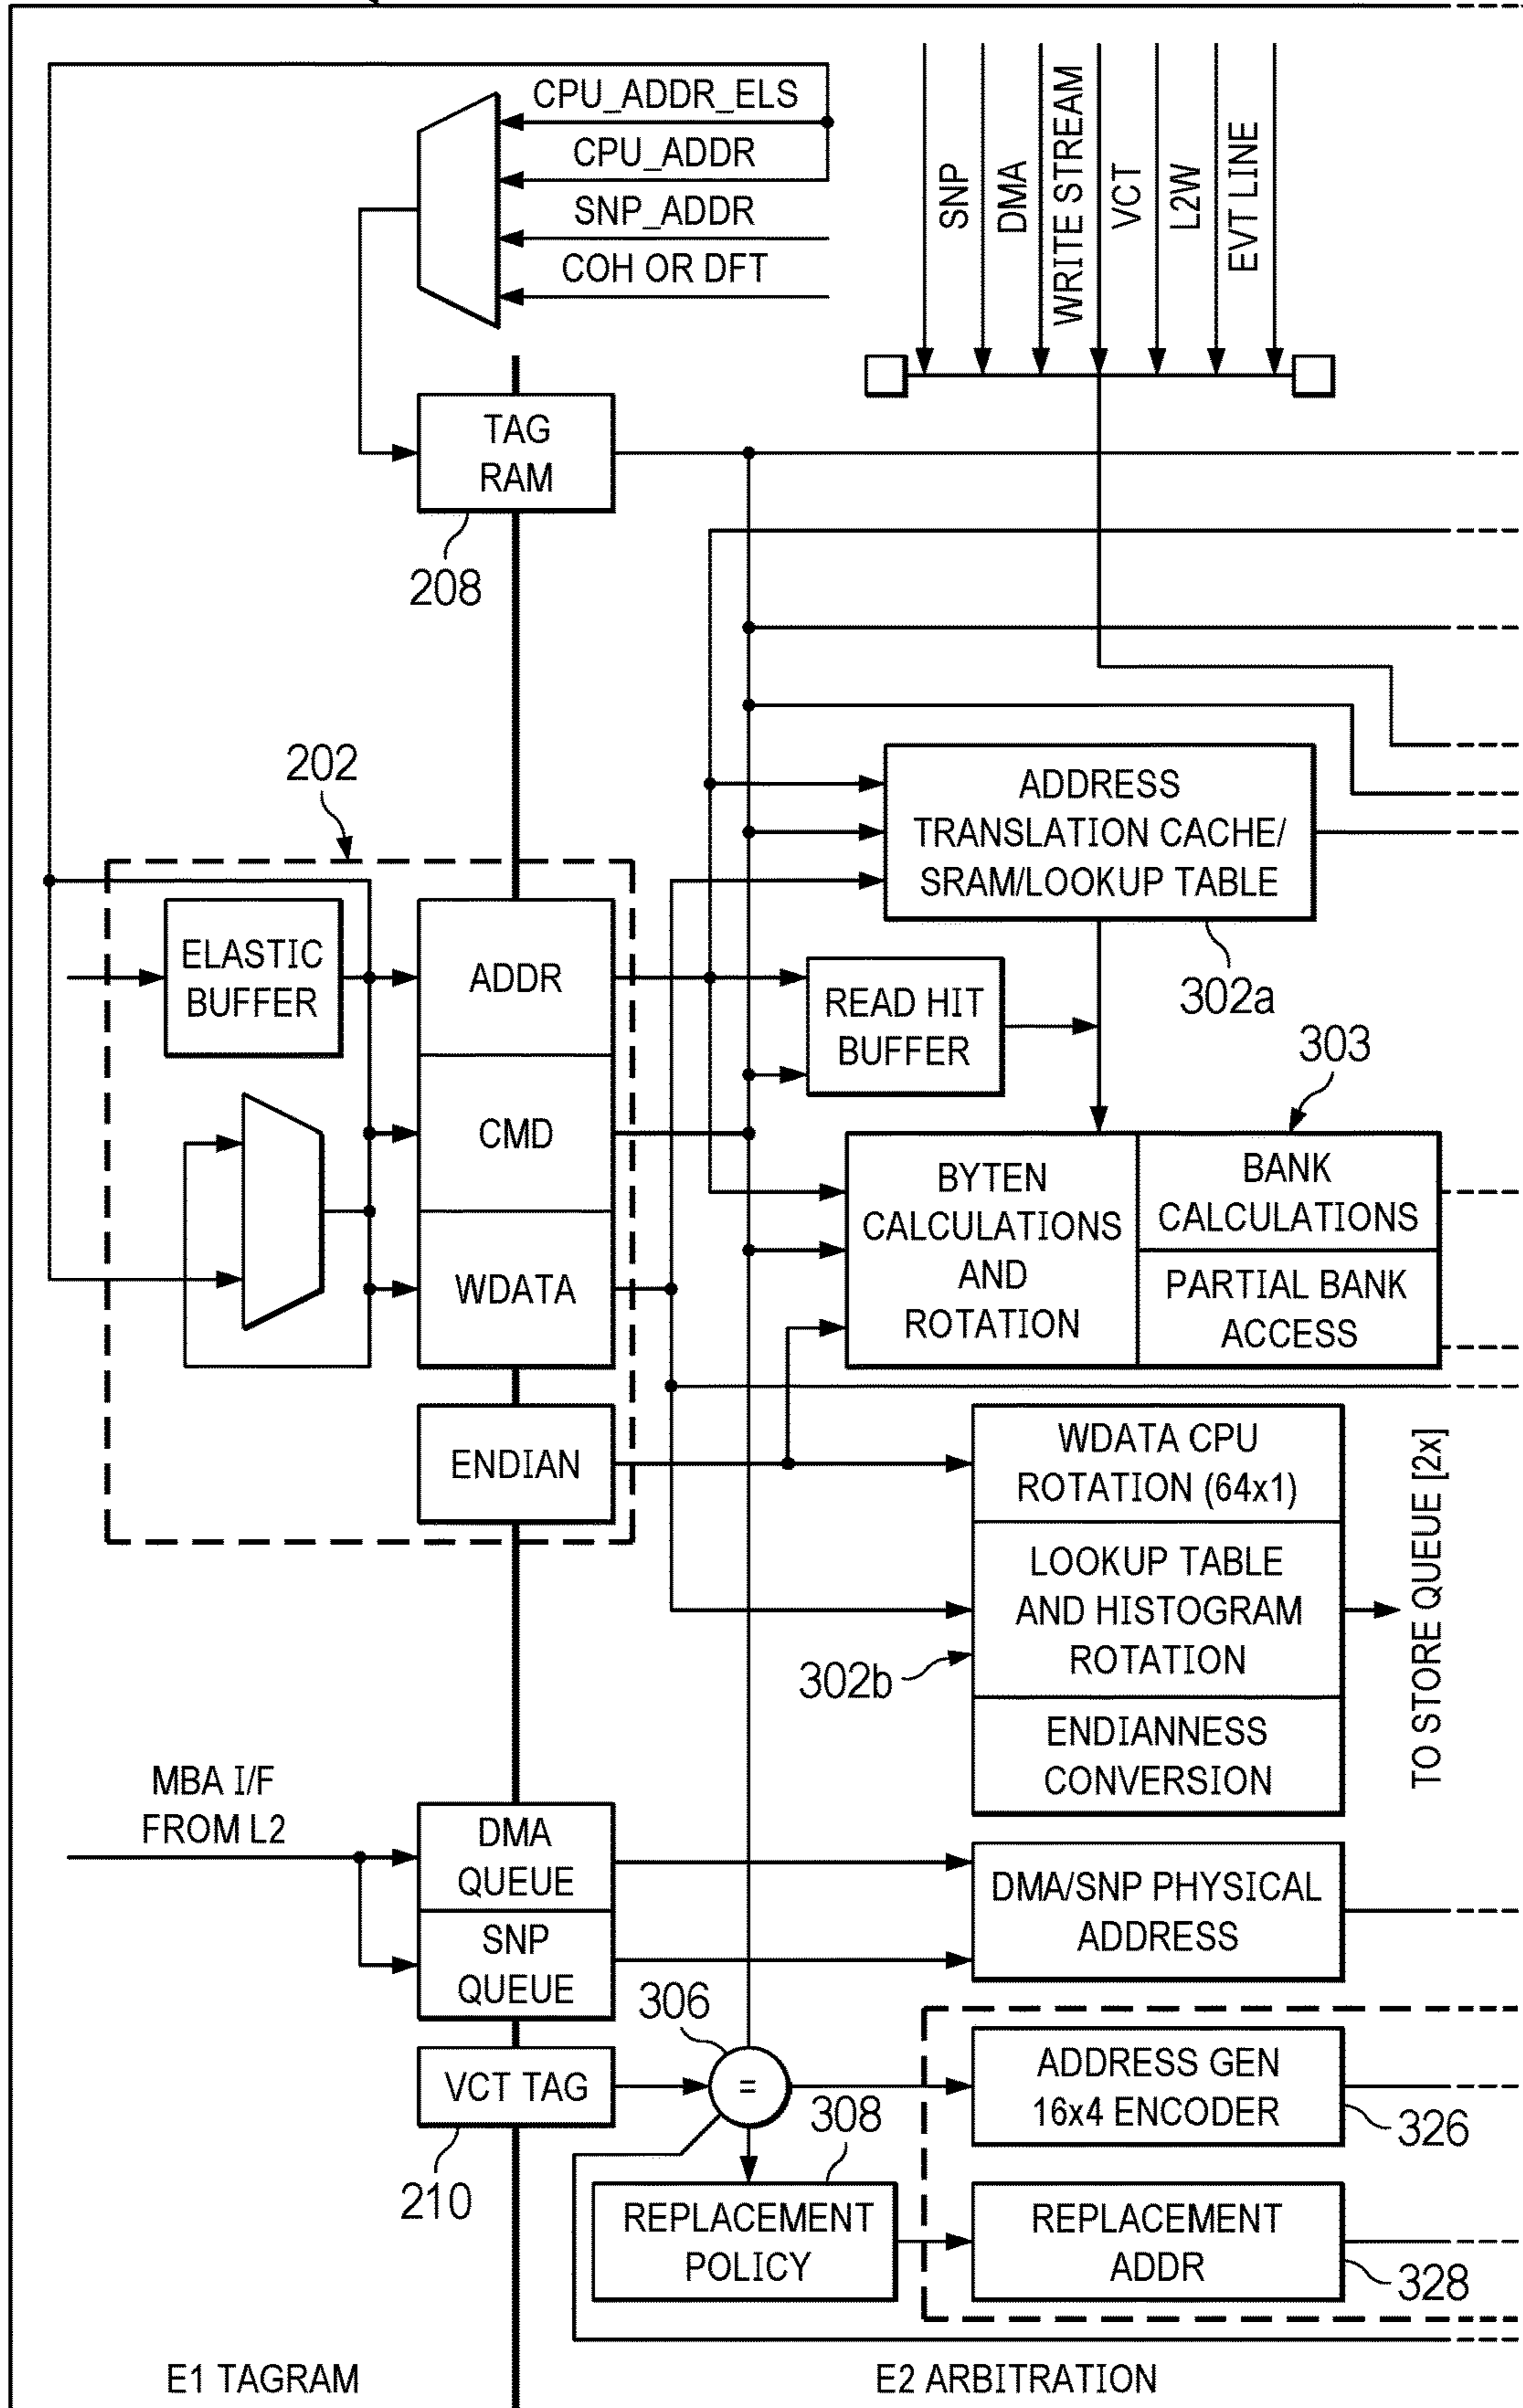 CPU_ADDR_ELS
CPU_ADDR
SNP_ADDR
COH OR DFT
SNP
DMA
WRITE STREAM
VCT
L2W
EVT LINE
TAG
RAM
208
202
ADDRESS
TRANSLATION CACHE/
SRAM/LOOKUP TABLE
302a
ELASTIC
BUFFER
ADDR
CMD
WDATA
ENDIAN
READ HIT
BUFFER
303
BYTEN
CALCULATIONS
AND
ROTATION
BANK
CALCULATIONS
PARTIAL BANK
ACCESS
WDATA CPU
ROTATION (64x1)
LOOKUP TABLE
AND HISTOGRAM
ROTATION
ENDIANNESS
CONVERSION
302b
TO STORE QUEUE [2x]
MBA I/F
FROM L2
DMA
QUEUE
SNP
QUEUE
DMA/SNP PHYSICAL
ADDRESS
306
VCT TAG
=
210
308
ADDRESS GEN
16x4 ENCODER
326
REPLACEMENT
POLICY
REPLACEMENT
ADDR
328
E1 TAGRAM
E2 ARBITRATION